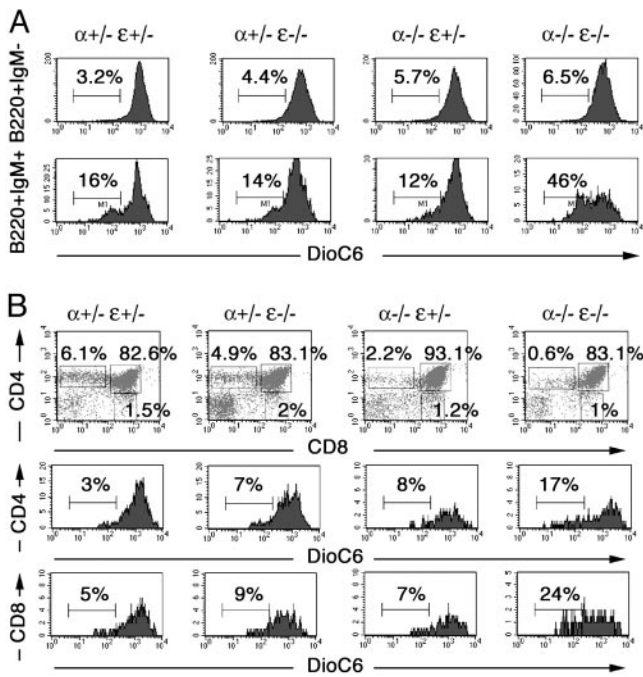 A
α+/- ε+/- α+/- ε-/- α-/- ε+/- α-/- ε-/-
B220+IgM-
3.2% 4.4% 5.7% 6.5%
B220+IgM+
16% 14% 12% 46%
M1 M1 M1 M1
DioC6
B
α+/- ε+/- α+/- ε-/- α-/- ε+/- α-/- ε-/-
CD4
6.1% 82.6% 4.9% 83.1% 2.2% 93.1% 0.6% 83.1%
1.5% 2% 1.2% 1%
CD8
CD4
3% 7% 8% 17%
DioC6
CD8
5% 9% 7% 24%
DioC6